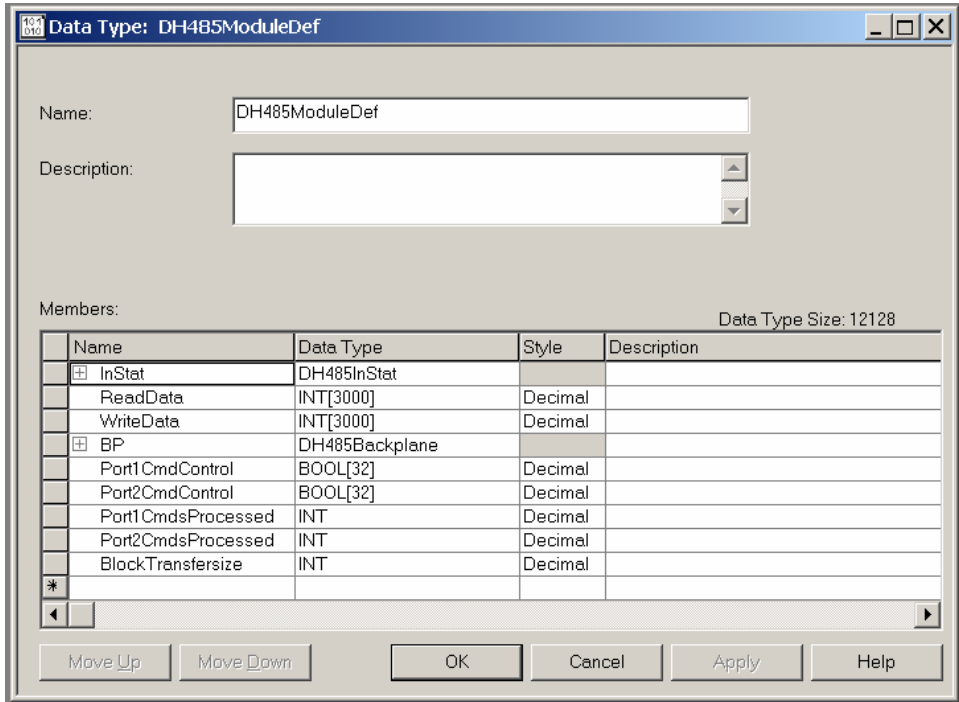 Data Type: DH485ModuleDef
Name: DH485ModuleDef
Description:
Members: Data Type Size: 12128
Name Data Type Style Description
InStat DH485InStat
ReadData INT[3000] Decimal
WriteData INT[3000] Decimal
BP DH485Backplane
Port1CmdControl BOOL[32] Decimal
Port2CmdControl BOOL[32] Decimal
Port1CmdsProcessed INT Decimal
Port2CmdsProcessed INT Decimal
BlockTransfersize INT Decimal
Move Up Move Down OK Cancel Apply Help